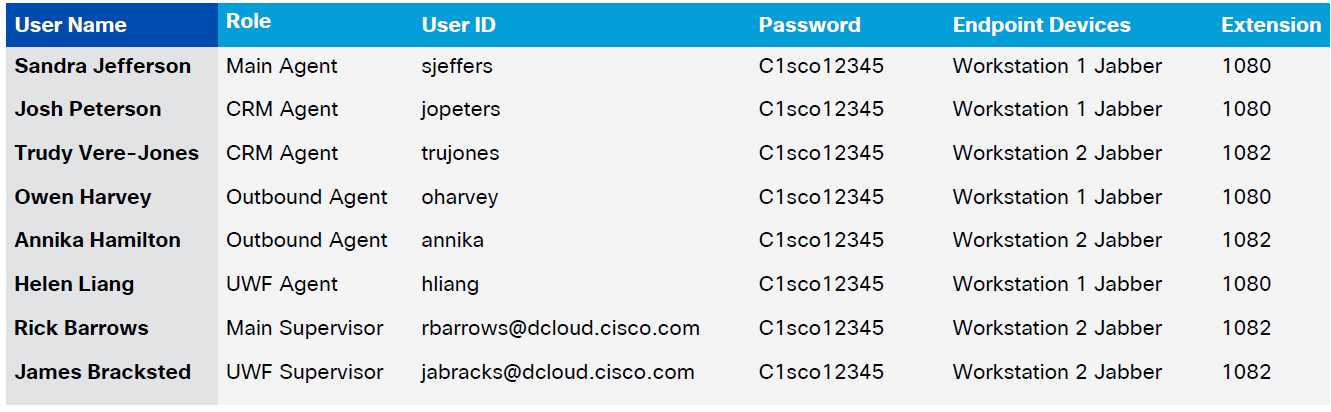 User Name Role User ID Password Endpoint Devices Extension
Sandra Jefferson Main Agent sjeffers C1sco12345 Workstation 1 Jabber 1080
Josh Peterson CRM Agent jopeters C1sco12345 Workstation 1 Jabber 1080
Trudy Vere-Jones CRM Agent trujones C1sco12345 Workstation 2 Jabber 1082
Owen Harvey Outbound Agent oharvey C1sco12345 Workstation 1 Jabber 1080
Annika Hamilton Outbound Agent annika C1sco12345 Workstation 2 Jabber 1082
Helen Liang UWF Agent hliang C1sco12345 Workstation 1 Jabber 1080
Rick Barrows Main Supervisor rbarrows@dcloud.cisco.com C1sco12345 Workstation 2 Jabber 1082
James Bracksted UWF Supervisor jabracks@dcloud.cisco.com C1sco12345 Workstation 2 Jabber 1082